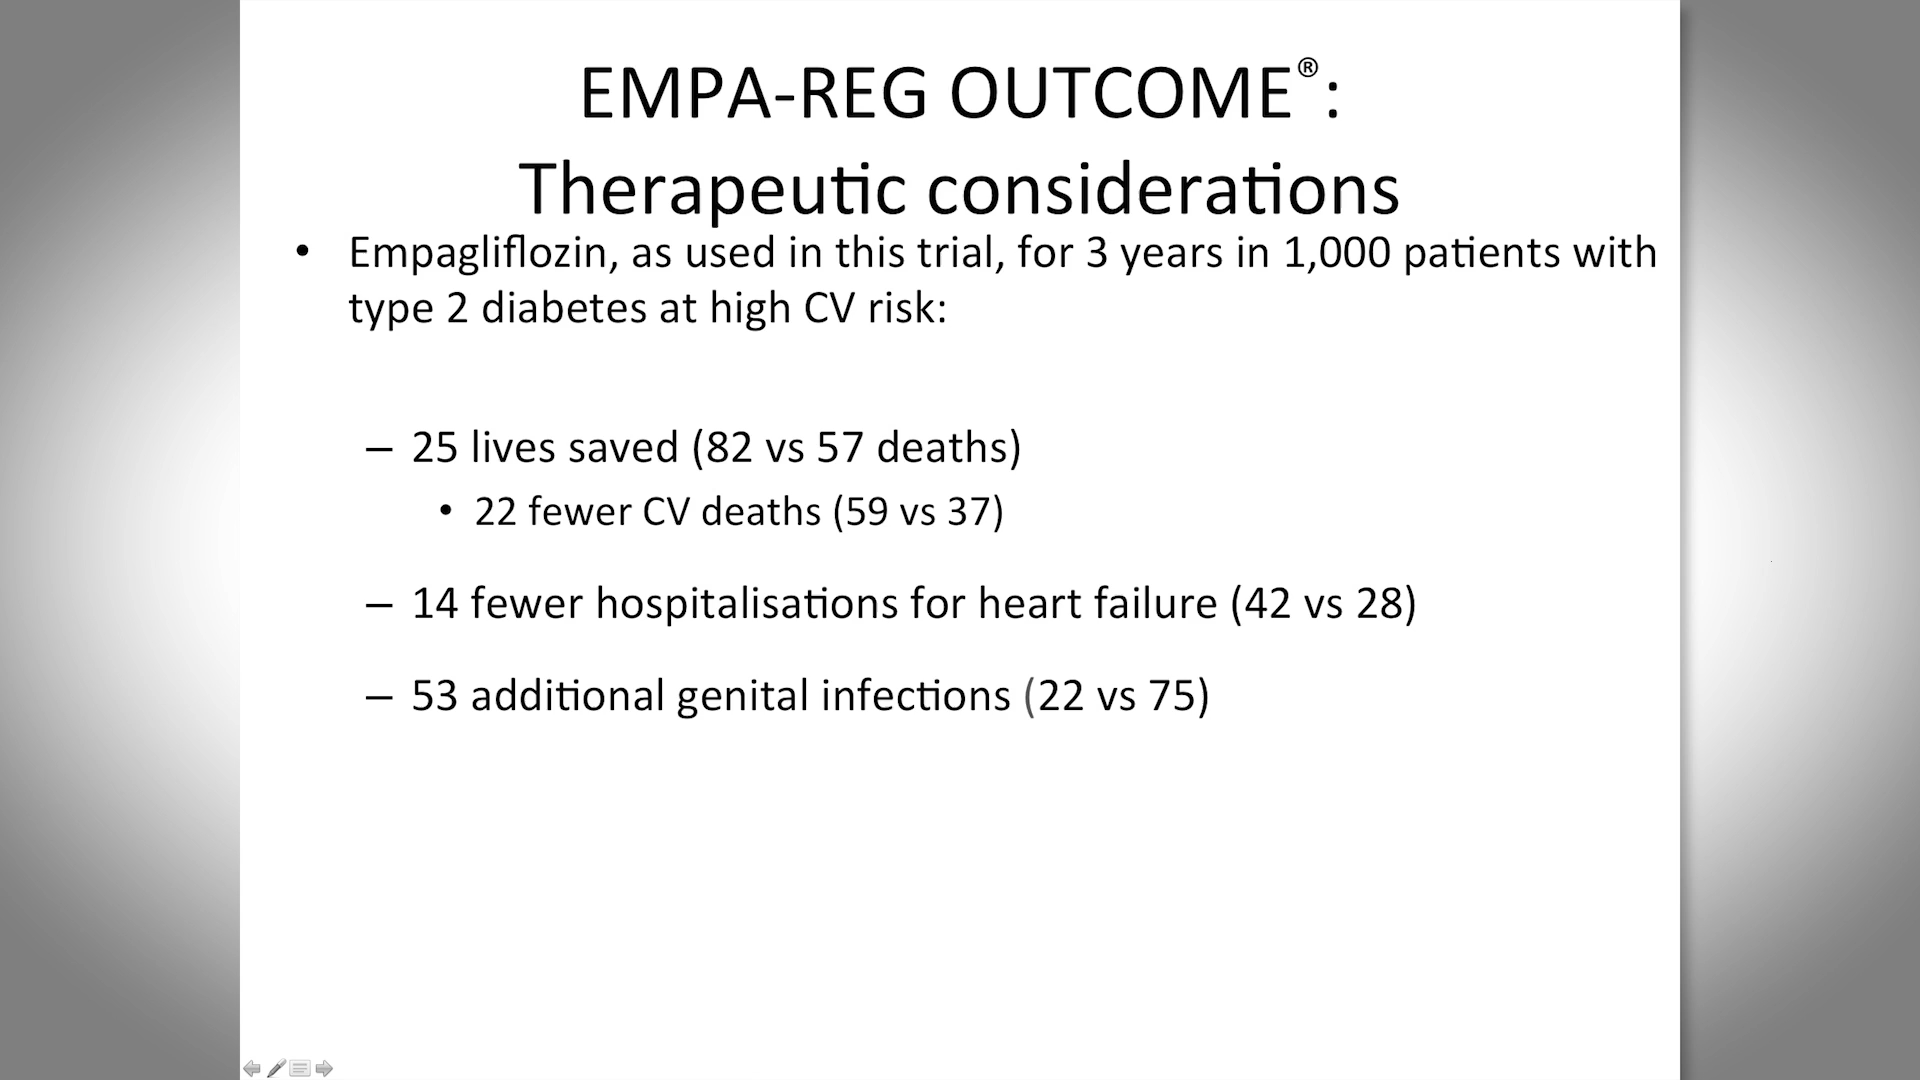 EMPA-REG OUTCOME®:
Therapeutic considerations
• Empagliflozin, as used in this trial, for 3 years in 1,000 patients with
type 2 diabetes at high CV risk:
– 25 lives saved (82 vs 57 deaths)
• 22 fewer CV deaths (59 vs 37)
– 14 fewer hospitalisations for heart failure (42 vs 28)
– 53 additional genital infections (22 vs 75)